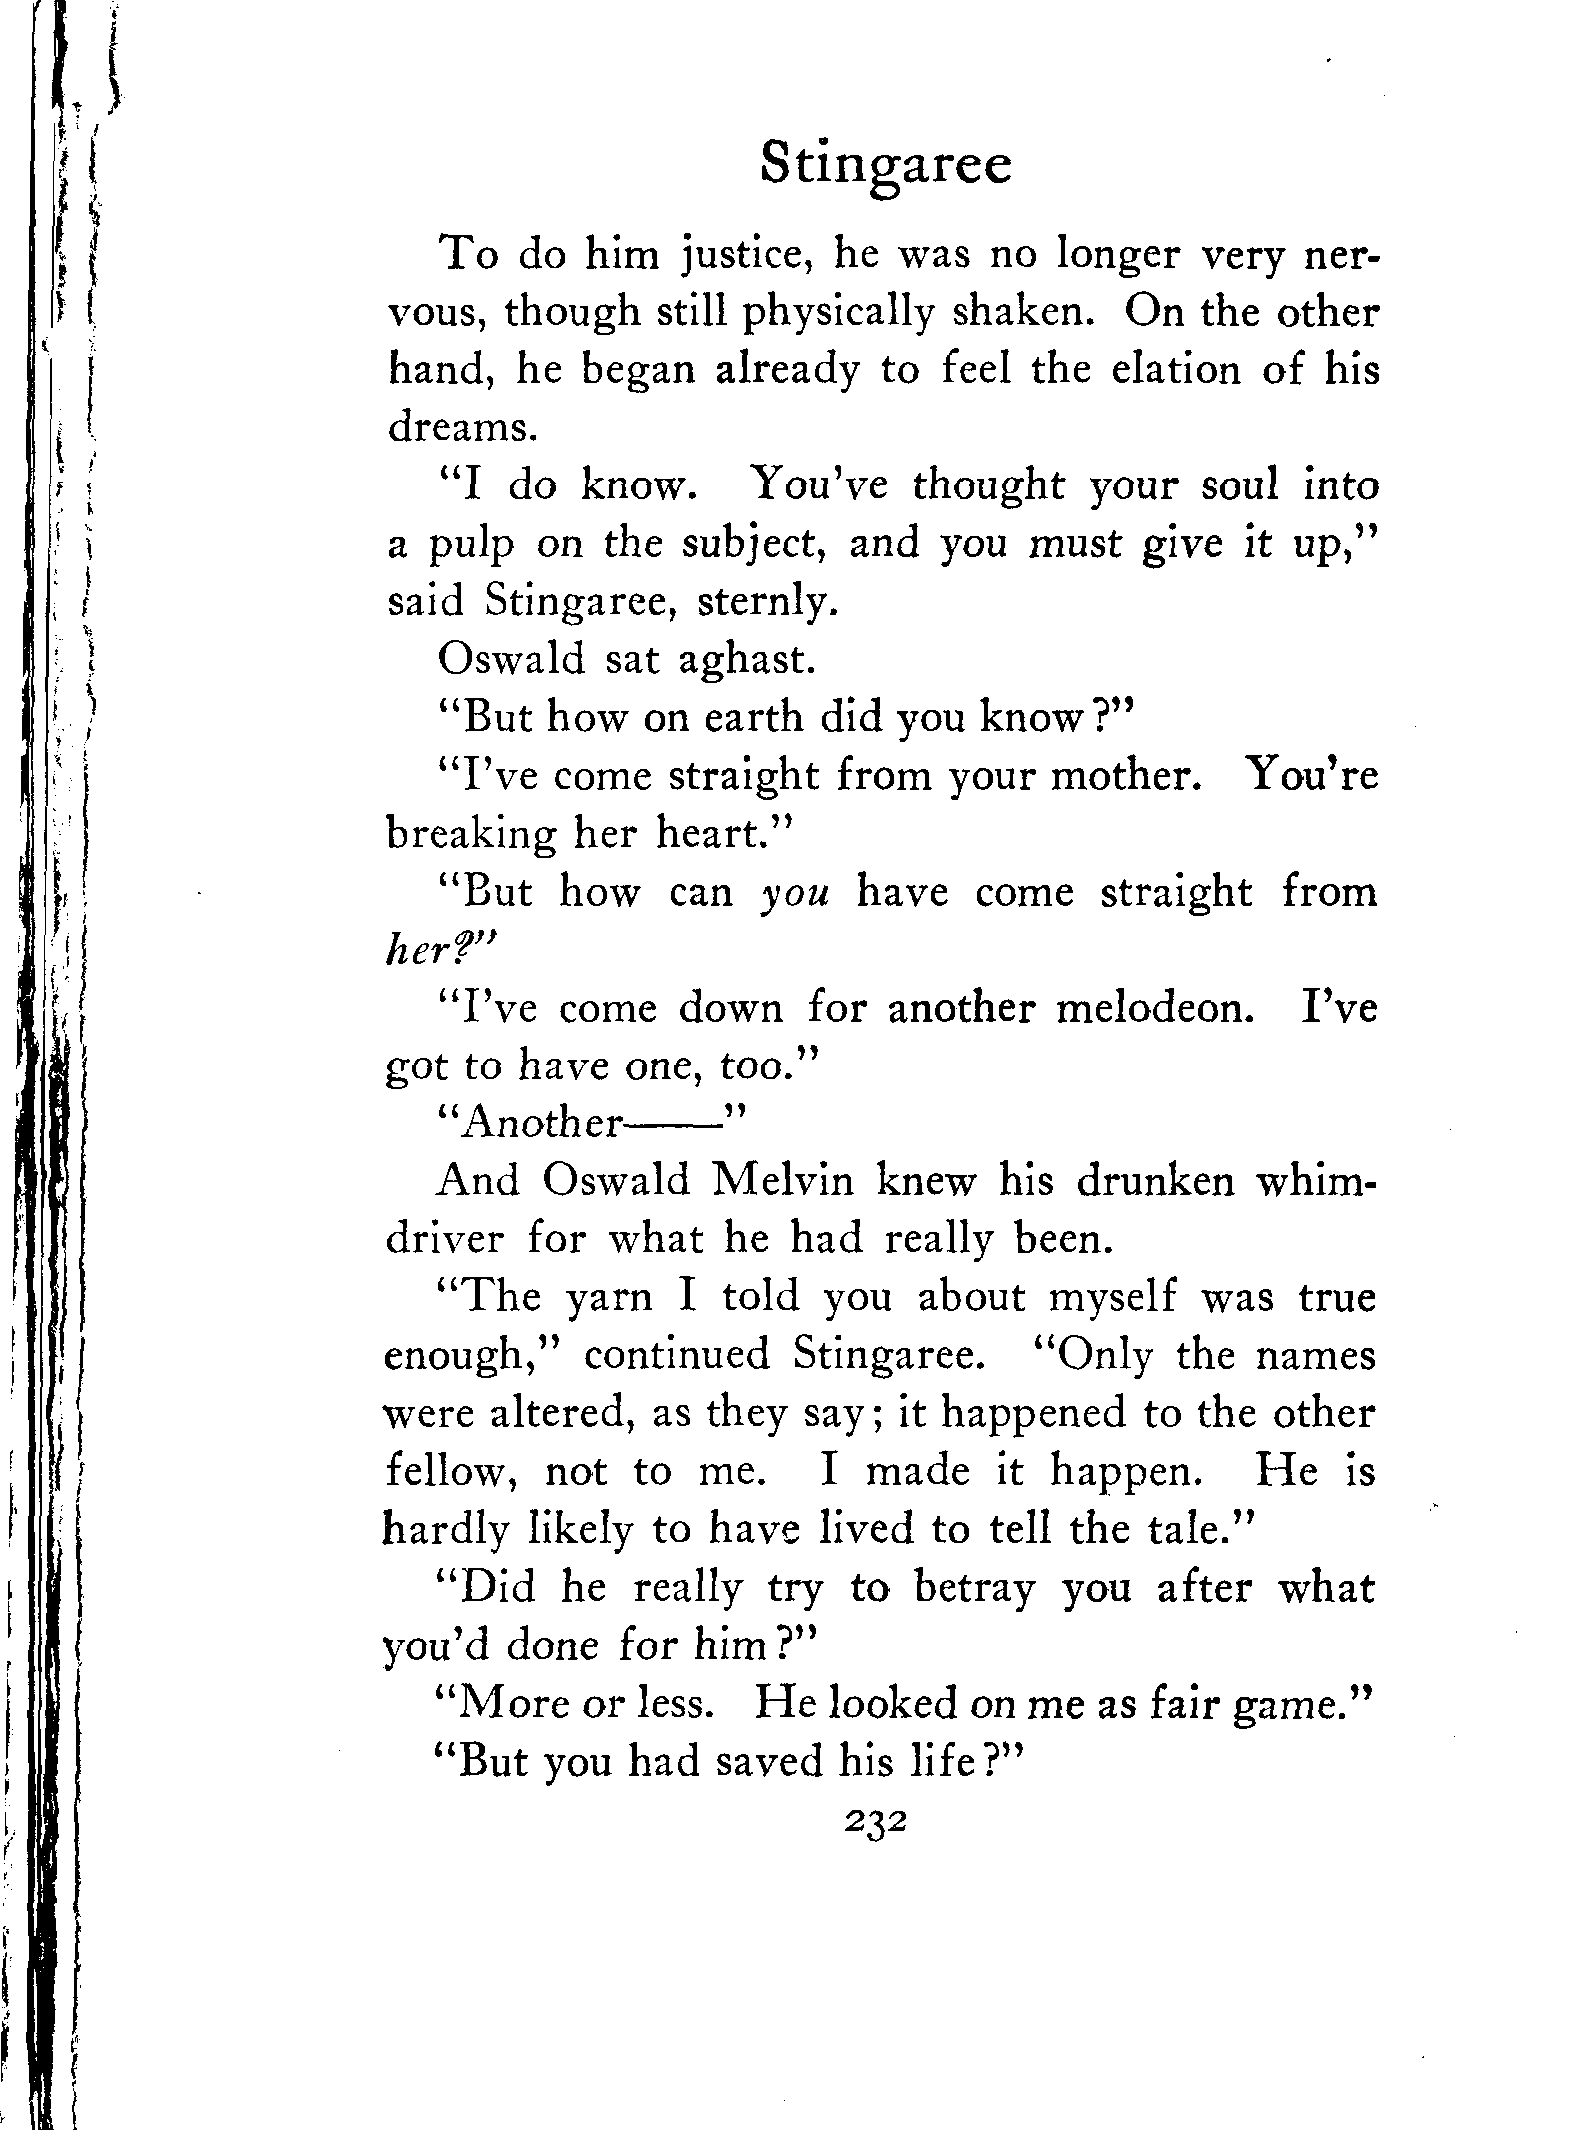 Stingaree
To do him justice, he was no longer very ner-
vous, though still physically shaken. On the other
hand, he began already to feel the elation of his
dreams.
"I do know. You've thought your soul into
a pulp on the subject, and you must give it up,"
said Stingaree, sternly.
Oswald sat aghast.
"But how on earth did you know?"
"I've come straight from your mother. You're
breaking her heart."
"But how can you have come straight from
her?"
"I've come down for another melodeon. I've
got to have one, too."
"Another——"
And Oswald Melvin knew his drunken whim-
driver for what he had really been.
"The yarn I told you about myself was true
enough," continued Stingaree. "Only the names
were altered, as they say; it happened to the other
fellow, not to me. I made it happen. He is
hardly likely to have lived to tell the tale."
"Did he really try to betray you after what
you'd done for him?"
"More or less. He looked on me as fair game."
"But you had saved his life?"
232